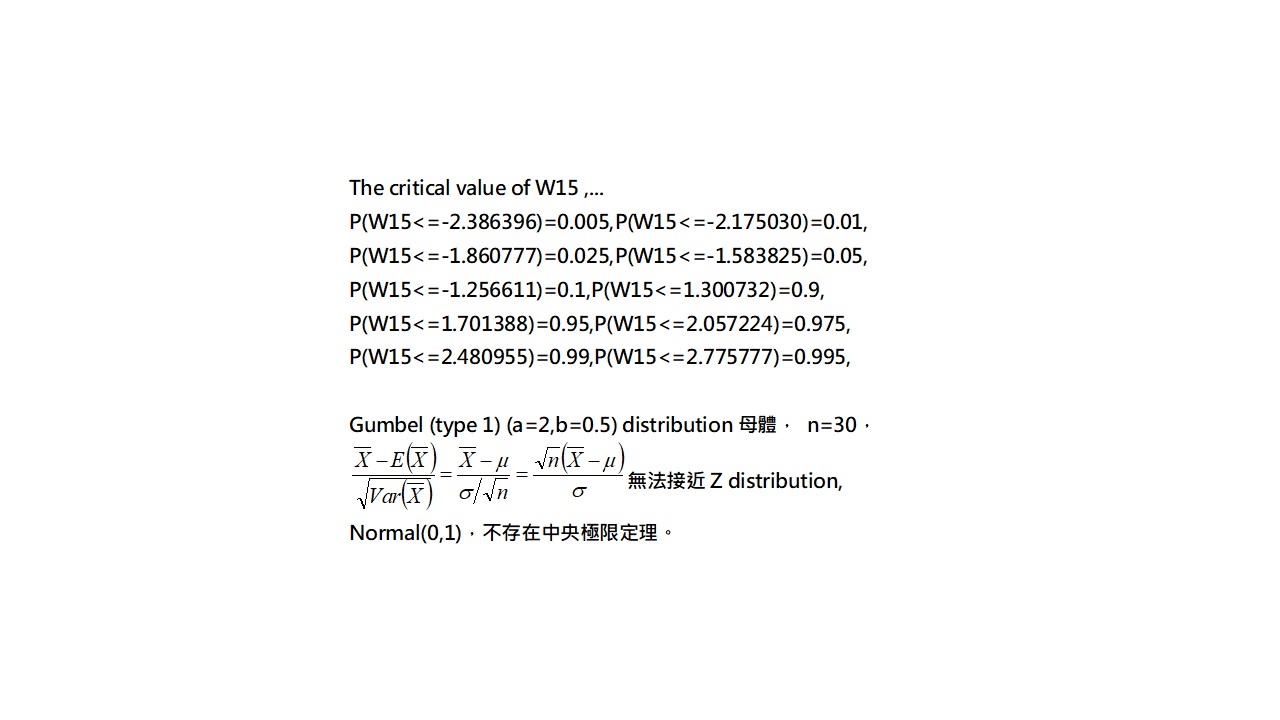 The critical value of W15 ,...
P(W15<=-2.386396)=0.005,P(W15<=-2.175030)=0.01,
P(W15<=-1.860777)=0.025,P(W15<=-1.583825)=0.05,
P(W15<=-1.256611)=0.1,P(W15<=1.300732)=0.9,
P(W15<=1.701388)=0.95,P(W15<=2.057224)=0.975,
P(W15<=2.480955)=0.99,P(W15<=2.775777)=0.995,
Gumbel (type 1) (a=2,b=0.5) distribution 母體， n=30，
\frac{\overline{X}-E(\overline{X})}{\sqrt{Var(\overline{X})}}=\frac{\overline{X}-\mu}{\sigma/\sqrt{n}}=\frac{\sqrt{n}(\overline{X}-\mu)}{\sigma} 無法接近 Z distribution,
Normal(0,1)，不存在中央極限定理。